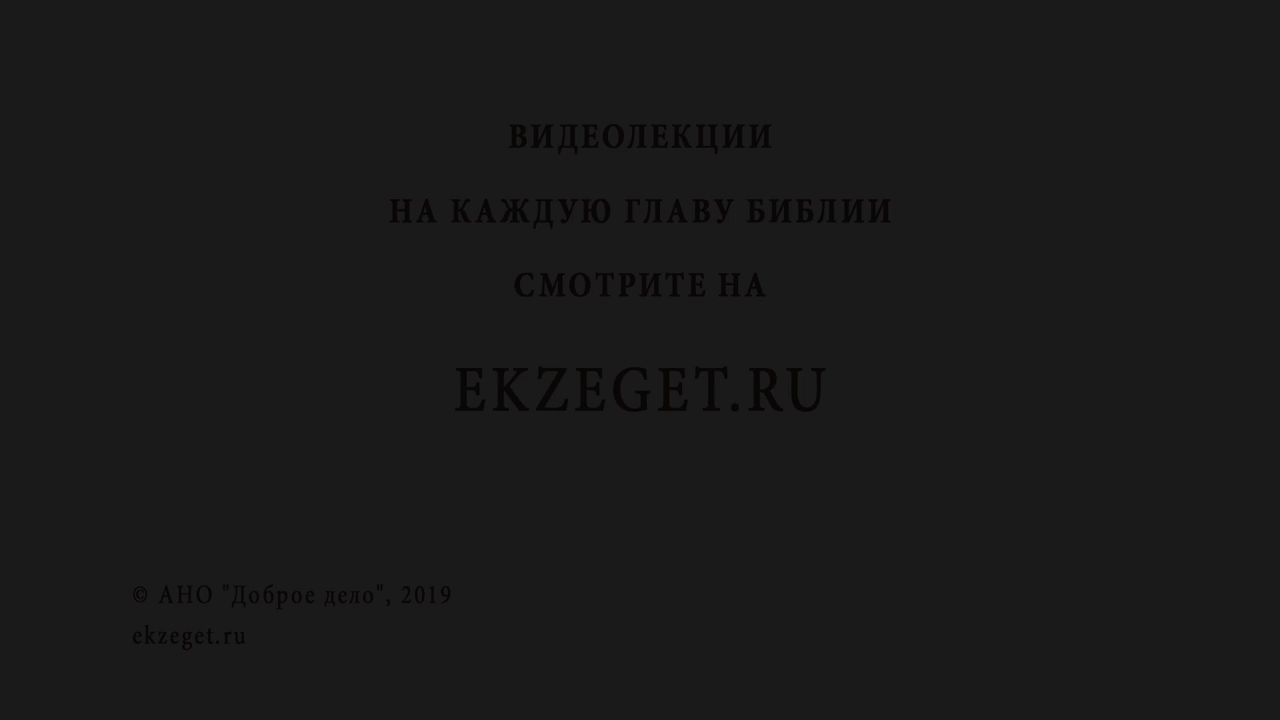 ВИДЕОЛЕКЦИИ
НА КАЖДУЮ ГЛАВУ БИБЛИИ
СМОТРИТЕ НА
EKZEGET.RU
© АНО "Доброе дело", 2019
ekzeget.ru